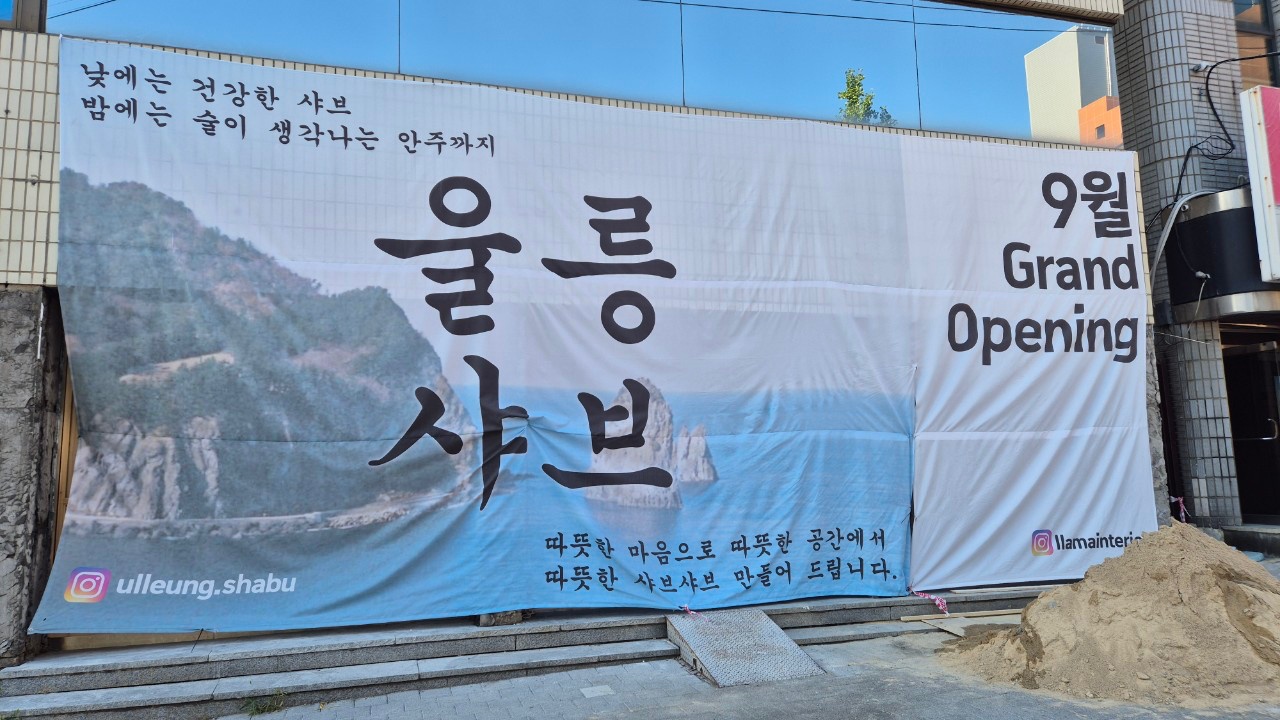 낮에는 건강한 샤브
밤에는 술이 생각나는 안주까지
울릉
샤브
9월
Grand
Opening
따뜻한 마음으로 따뜻한 공간에서
따뜻한 샤브샤브 만들어 드립니다.
ulleung.shabu